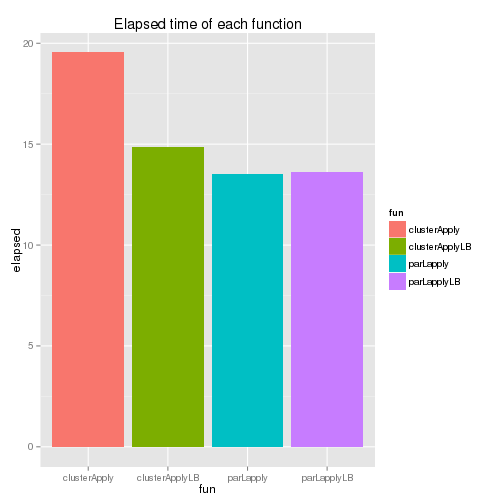 Elapsed time of each function
20
15
10
5
0
elapsed
clusterApply clusterApplyLB parLapply parLapplyLB
fun
fun
clusterApply
clusterApplyLB
parLapply
parLapplyLB